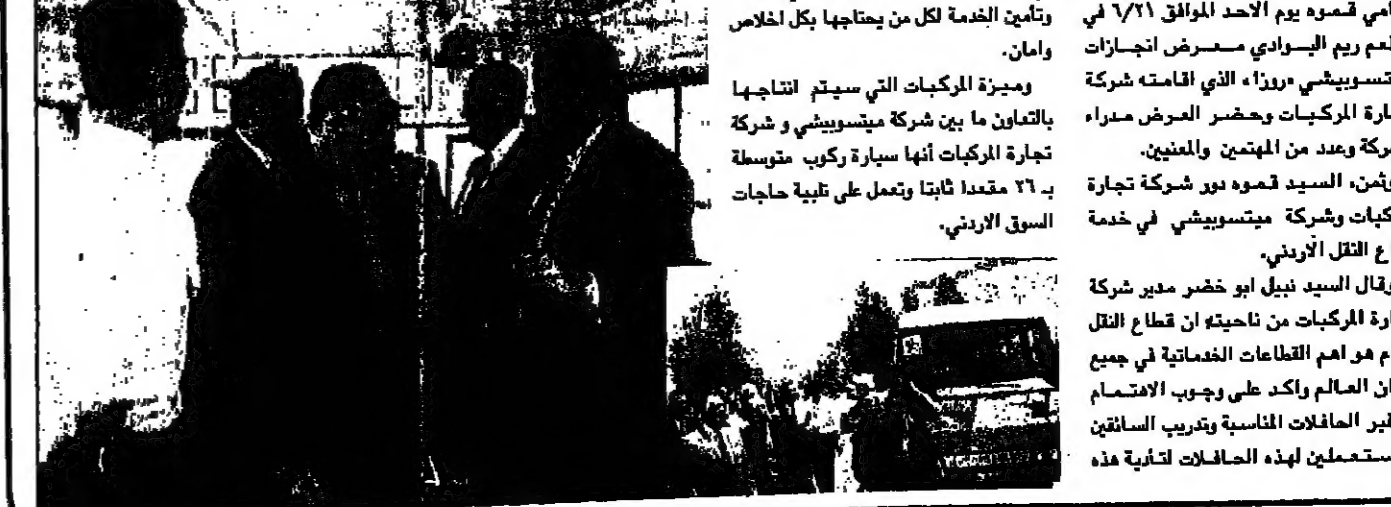 قموه يوم الاحد الموافق ٦/٢١ في
ريم البوادي معرض انجازات
«روزا» الذي اقامته شركة
المركبات وحضر العرض مدراء
وعدد من المهتمين والمعنيين.
السيد قموه دور شركة تجارة
وشركة ميتسوبيشي في خدمة
النقل الأردني.
وقال السيد نبيل ابو خضر مدير شركة
المركبات من ناحيته ان قطاع النقل
هو اهم القطاعات الخدماتية في جميع
العالم واكد على وجوب الاهتمام
الحافلات المناسبة وتدريب السائقين
لهذه الحافلات لتأدية هذه
وتأمين الخدمة لكل من يحتاجها بكل اخلاص
وامان.
وميزة المركبات التي سيتم انتاجها
بالتعاون ما بين شركة ميتسوبيشي و شركة
تجارة المركبات أنها سيارة ركوب متوسطة
بـ ٢٦ مقعدا ثابتا وتعمل على تلبية حاجات
السوق الاردني.